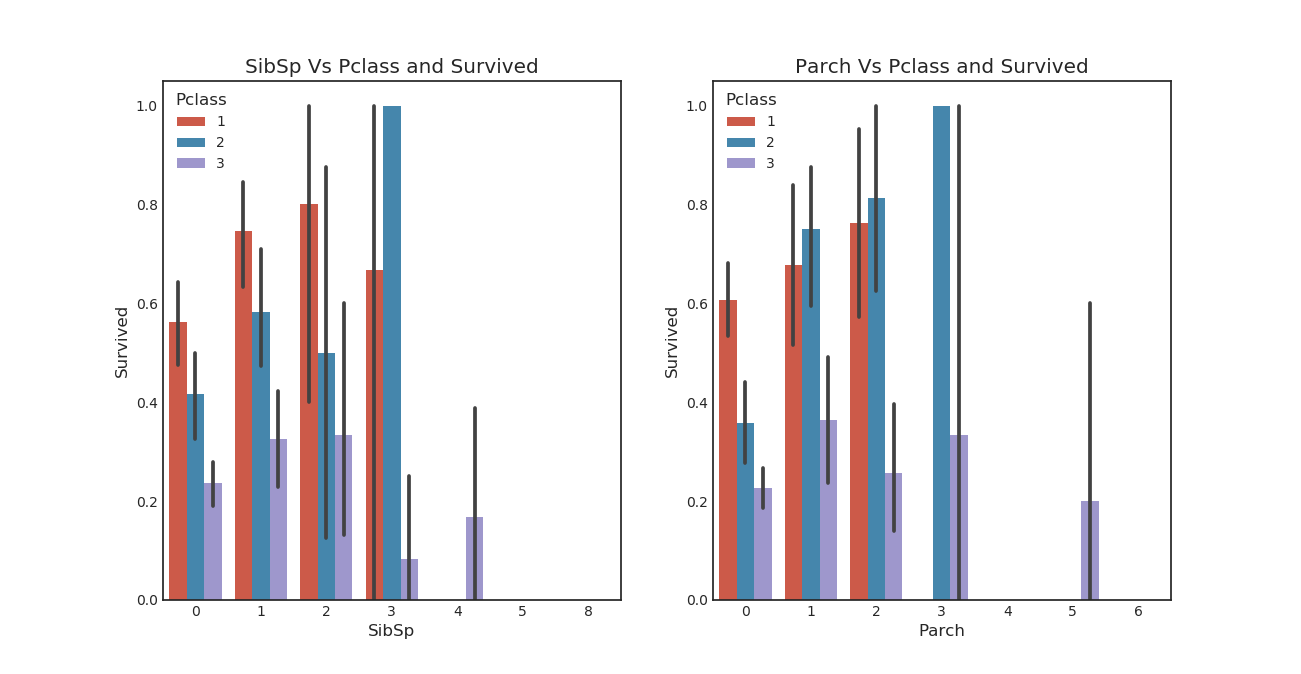 SibSp Vs Pclass and Survived
Pclass
1
2
3
1.0
0.8
0.6
0.4
0.2
0.0
Survived
0 1 2 3 4 5 8
SibSp
Parch Vs Pclass and Survived
Pclass
1
2
3
1.0
0.8
0.6
0.4
0.2
0.0
Survived
0 1 2 3 4 5 6
Parch